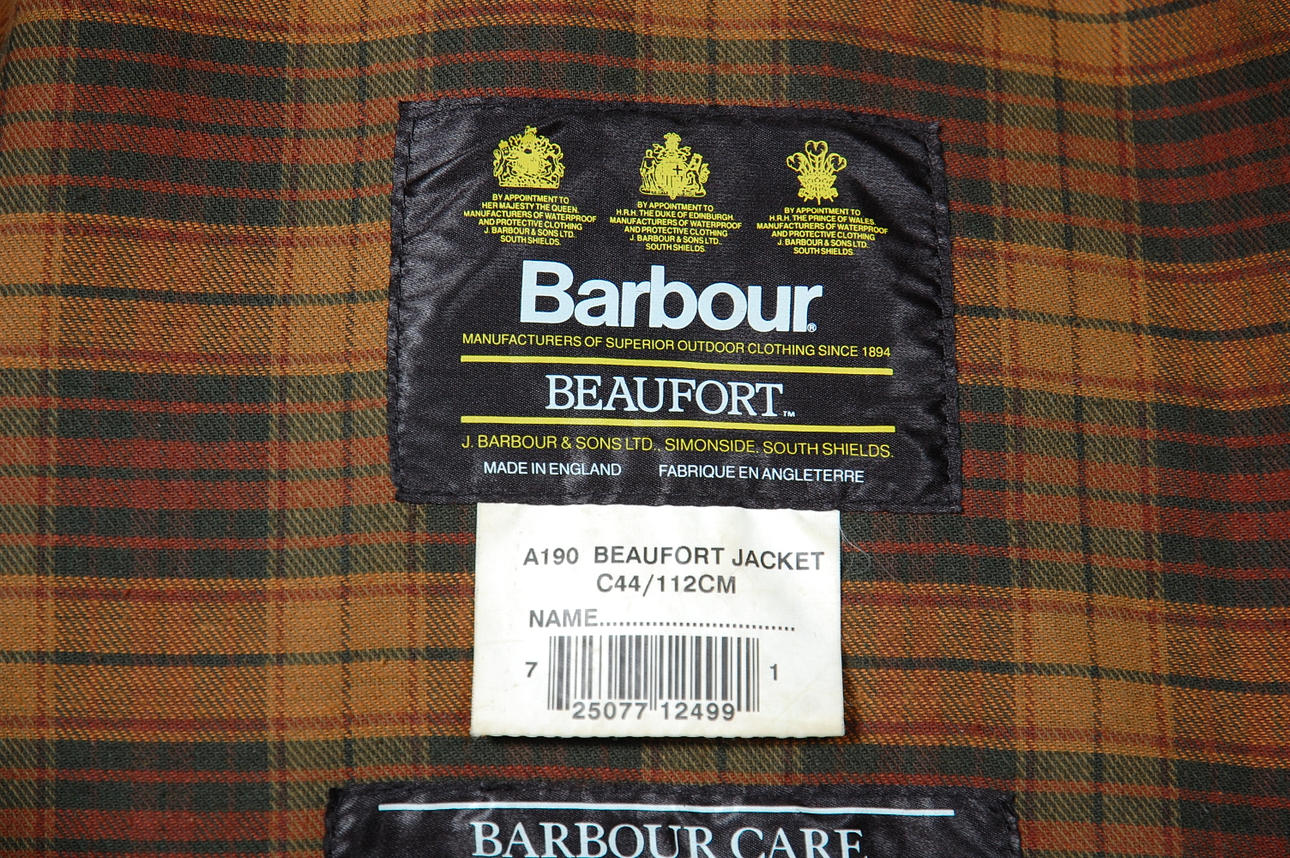 BY APPOINTMENT TO
HER MAJESTY THE QUEEN.
MANUFACTURERS OF WATERPROOF
AND PROTECTIVE CLOTHING
J. BARBOUR & SONS LTD.
SOUTH SHIELDS.
BY APPOINTMENT TO
H.R.H. THE DUKE OF EDINBURGH.
MANUFACTURERS OF WATERPROOF
AND PROTECTIVE CLOTHING
J. BARBOUR & SONS LTD.
SOUTH SHIELDS.
BY APPOINTMENT TO
H.R.H. THE PRINCE OF WALES.
MANUFACTURERS OF WATERPROOF
AND PROTECTIVE CLOTHING
J. BARBOUR & SONS LTD.
SOUTH SHIELDS.
Barbour®
MANUFACTURERS OF SUPERIOR OUTDOOR CLOTHING SINCE 1894
BEAUFORT™
J. BARBOUR & SONS LTD., SIMONSIDE. SOUTH SHIELDS.
MADE IN ENGLAND FABRIQUE EN ANGLETERRE
A190 BEAUFORT JACKET
C44/112CM
NAME..............................
7 25077 12499 1
BARBOUR CARE